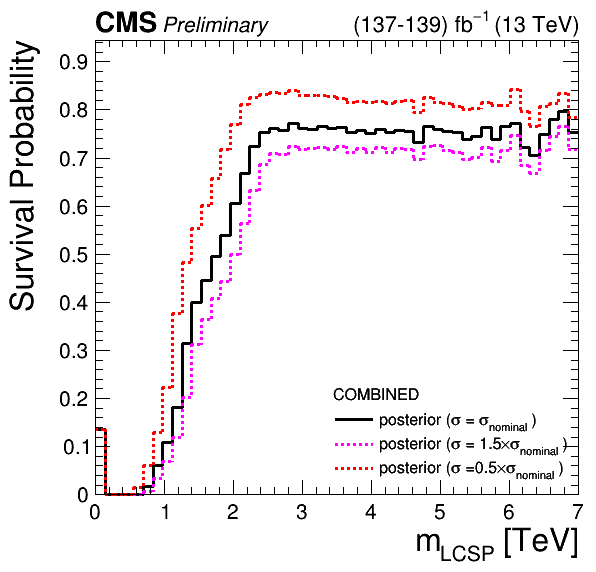 CMS Preliminary (137-139) fb⁻¹ (13 TeV)
Survival Probability
0.9
0.8
0.7
0.6
0.5
0.4
0.3
0.2
0.1
0
COMBINED
posterior (σ = σnominal )
posterior (σ = 1.5×σnominal)
posterior (σ =0.5×σnominal)
0 1 2 3 4 5 6 7
mLCSP [TeV]